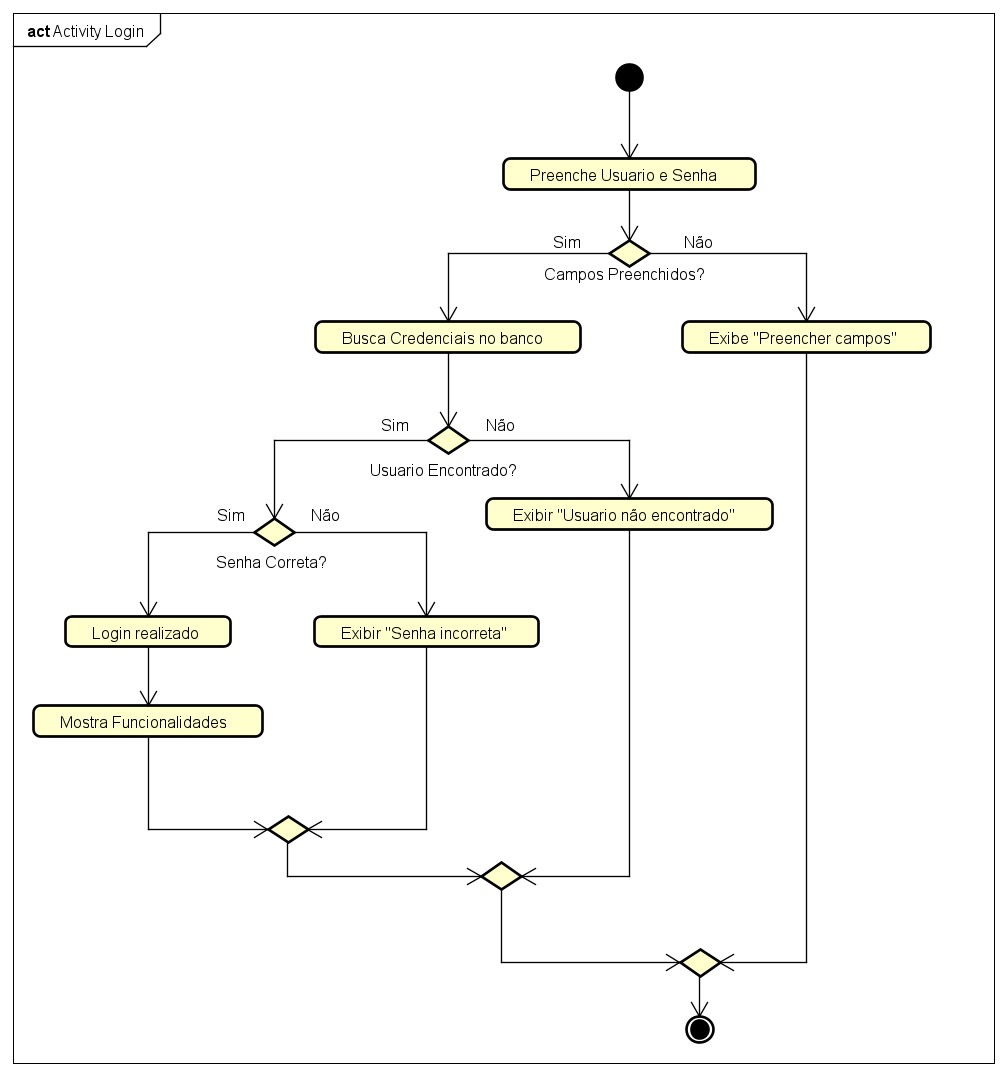 act Activity Login
Preenche Usuario e Senha
Sim
Não
Campos Preenchidos?
Busca Credenciais no banco
Exibe "Preencher campos"
Sim
Não
Usuario Encontrado?
Sim
Não
Exibir "Usuario não encontrado"
Senha Correta?
Login realizado
Exibir "Senha incorreta"
Mostra Funcionalidades